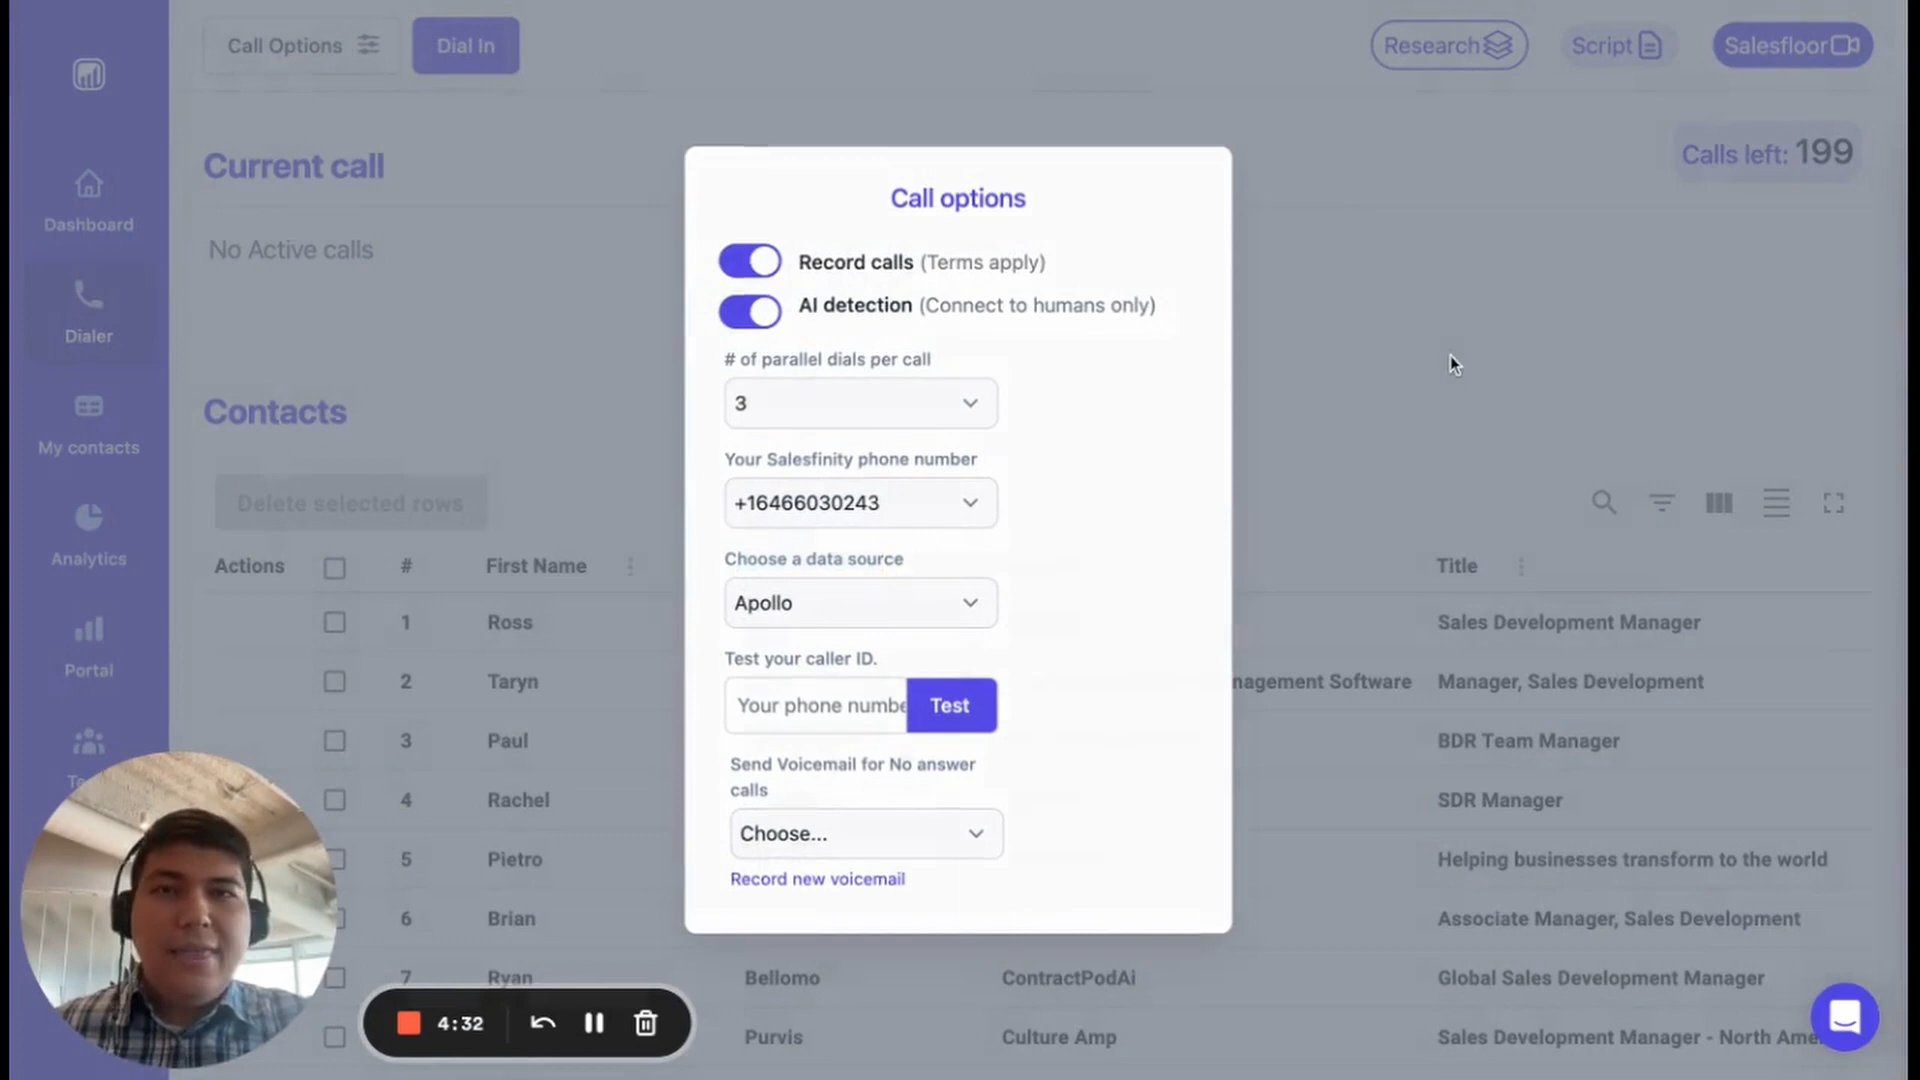 Call Options
Dial In
Research
Script
Salesfloor
Dashboard
Dialer
My contacts
Analytics
Portal
Current call
Calls left: 199
No Active calls
Contacts
Delete selected rows
Call options
Record calls (Terms apply)
AI detection (Connect to humans only)
# of parallel dials per call
3
Your Salesfinity phone number
+16466030243
Choose a data source
Apollo
Test your caller ID.
Your phone numbe
Test
Send Voicemail for No answer
calls
Choose...
Record new voicemail
Actions # First Name Title
1 Ross Sales Development Manager
2 Taryn nagement Software Manager, Sales Development
3 Paul BDR Team Manager
4 Rachel SDR Manager
5 Pietro Helping businesses transform to the world
6 Brian Associate Manager, Sales Development
7 Ryan Bellomo ContractPodAi Global Sales Development Manager
Purvis Culture Amp Sales Development Manager - North Ame
4:32